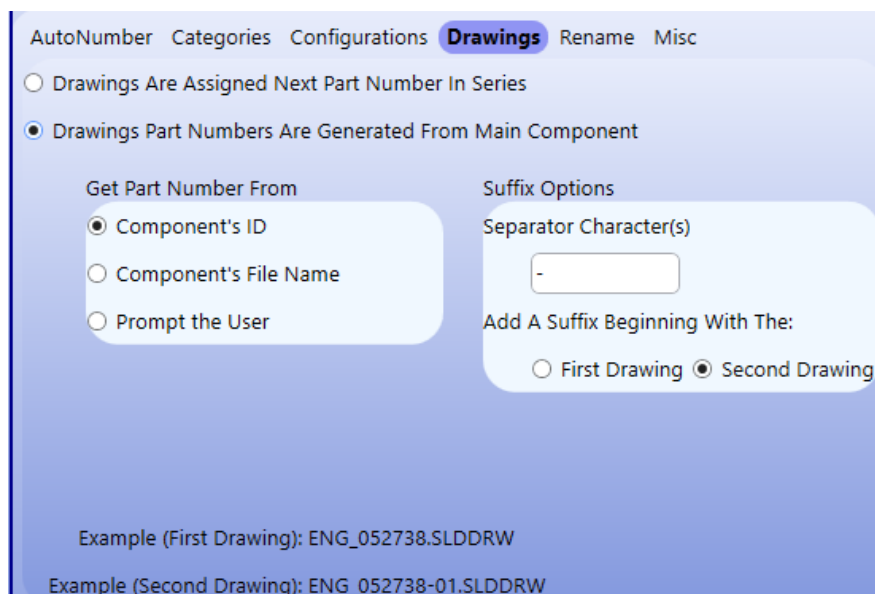 AutoNumber Categories Configurations Drawings Rename Misc
Drawings Are Assigned Next Part Number In Series
Drawings Part Numbers Are Generated From Main Component
Get Part Number From
Component's ID
Component's File Name
Prompt the User
Suffix Options
Separator Character(s)
-
Add A Suffix Beginning With The:
First Drawing Second Drawing
Example (First Drawing): ENG_052738.SLDDRW
Example (Second Drawing): ENG_052738-01.SLDDRW